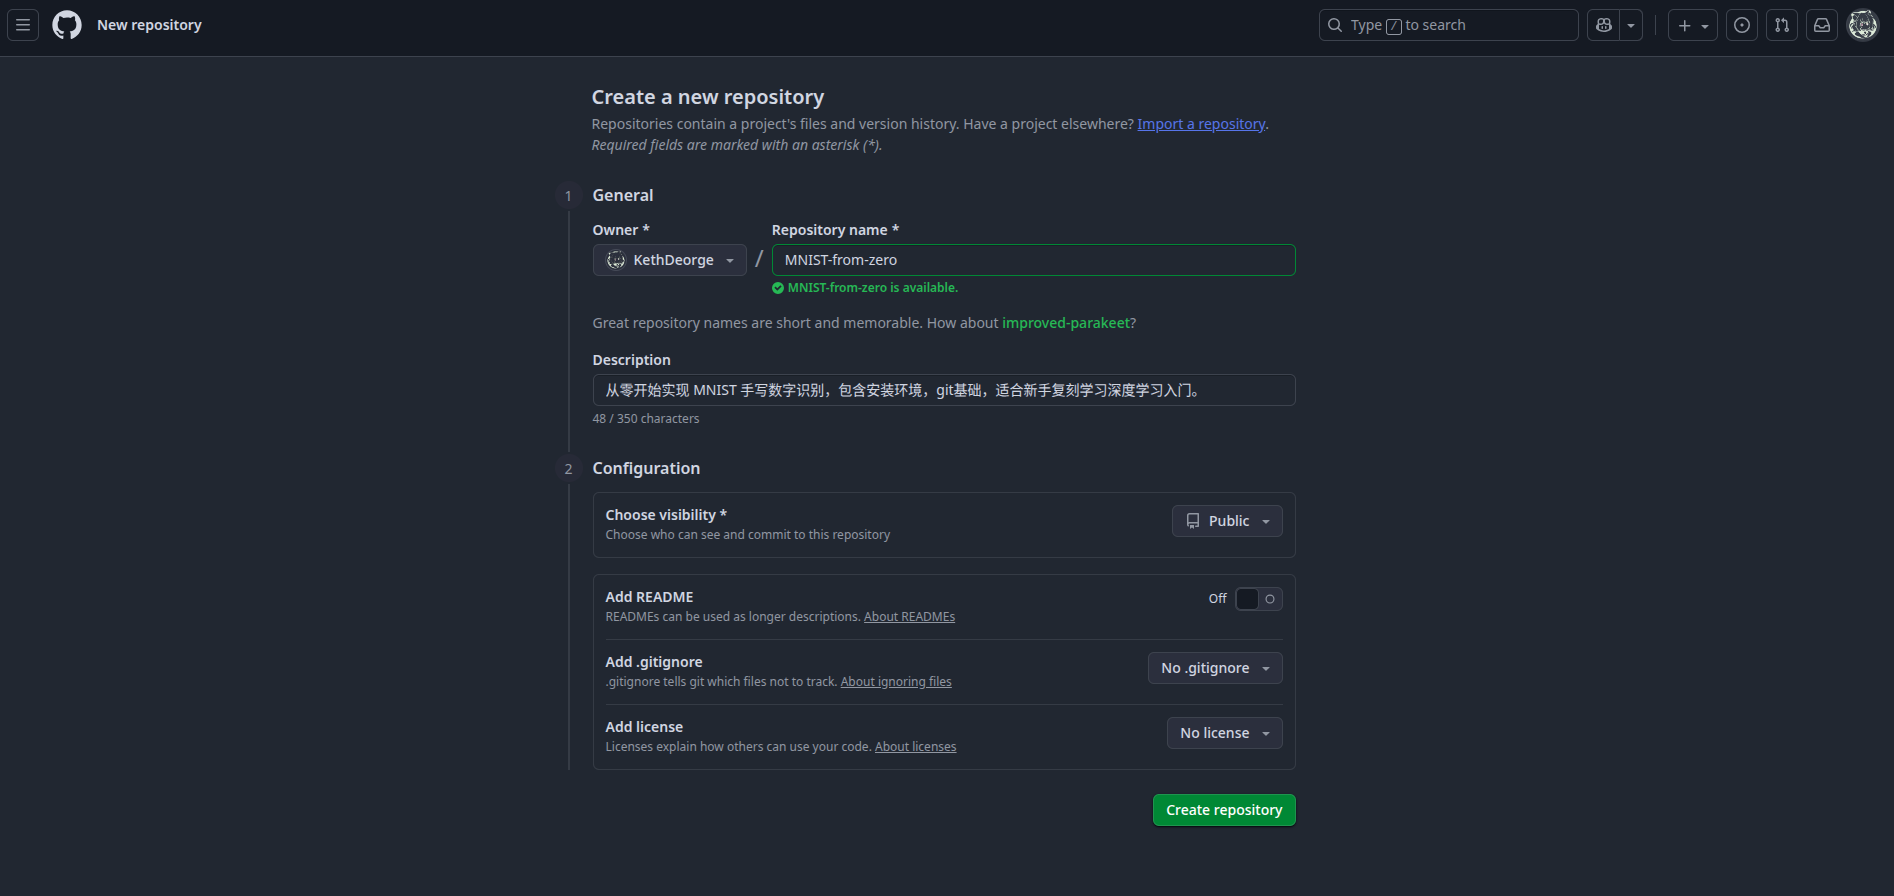 New repository
Type / to search
Create a new repository
Repositories contain a project's files and version history. Have a project elsewhere? Import a repository.
Required fields are marked with an asterisk (*).
1 General
Owner * Repository name *
KethDeorge / MNIST-from-zero
MNIST-from-zero is available.
Great repository names are short and memorable. How about improved-parakeet?
Description
从零开始实现 MNIST 手写数字识别，包含安装环境，git基础，适合新手复刻学习深度学习入门。
48 / 350 characters
2 Configuration
Choose visibility *
Public
Choose who can see and commit to this repository
Add README
Off
READMEs can be used as longer descriptions. About READMEs
Add .gitignore
No .gitignore
.gitignore tells git which files not to track. About ignoring files
Add license
No license
Licenses explain how others can use your code. About licenses
Create repository